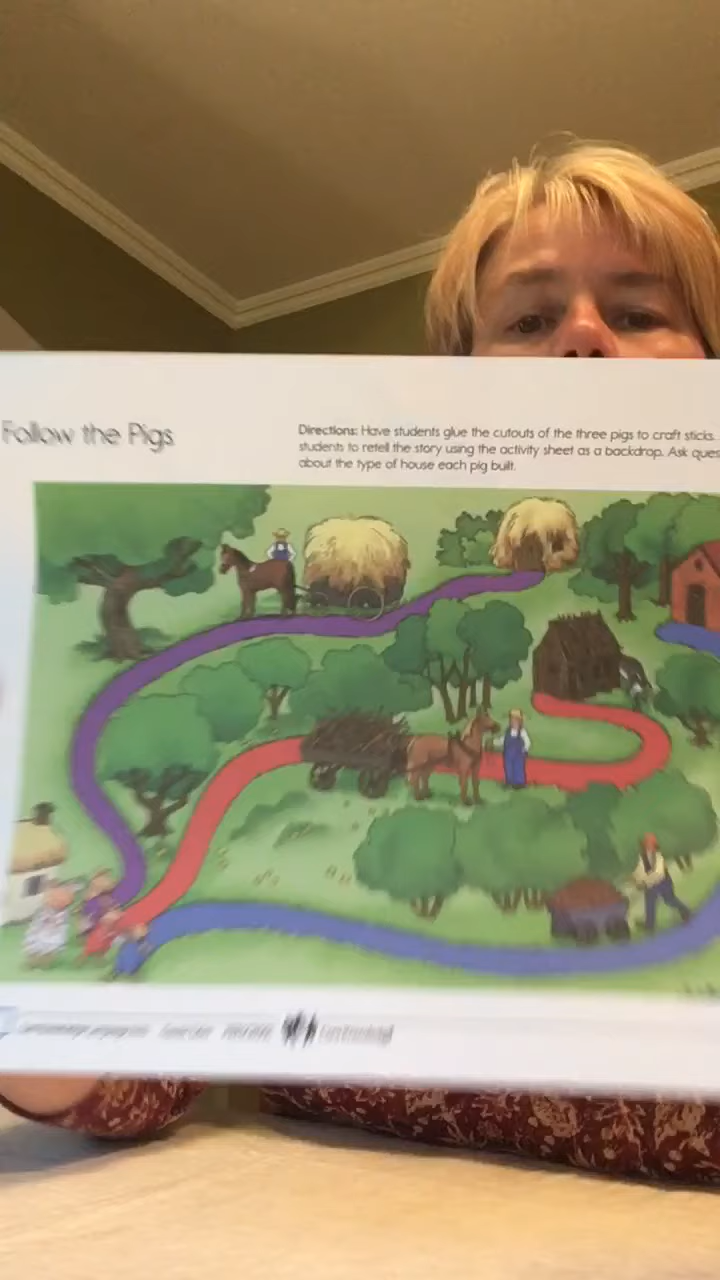 Follow the Pigs
Directions: Have students glue the cutouts of the three pigs to craft sticks.
students to retell the story using the activity sheet as a backdrop. Ask ques
about the type of house each pig built.